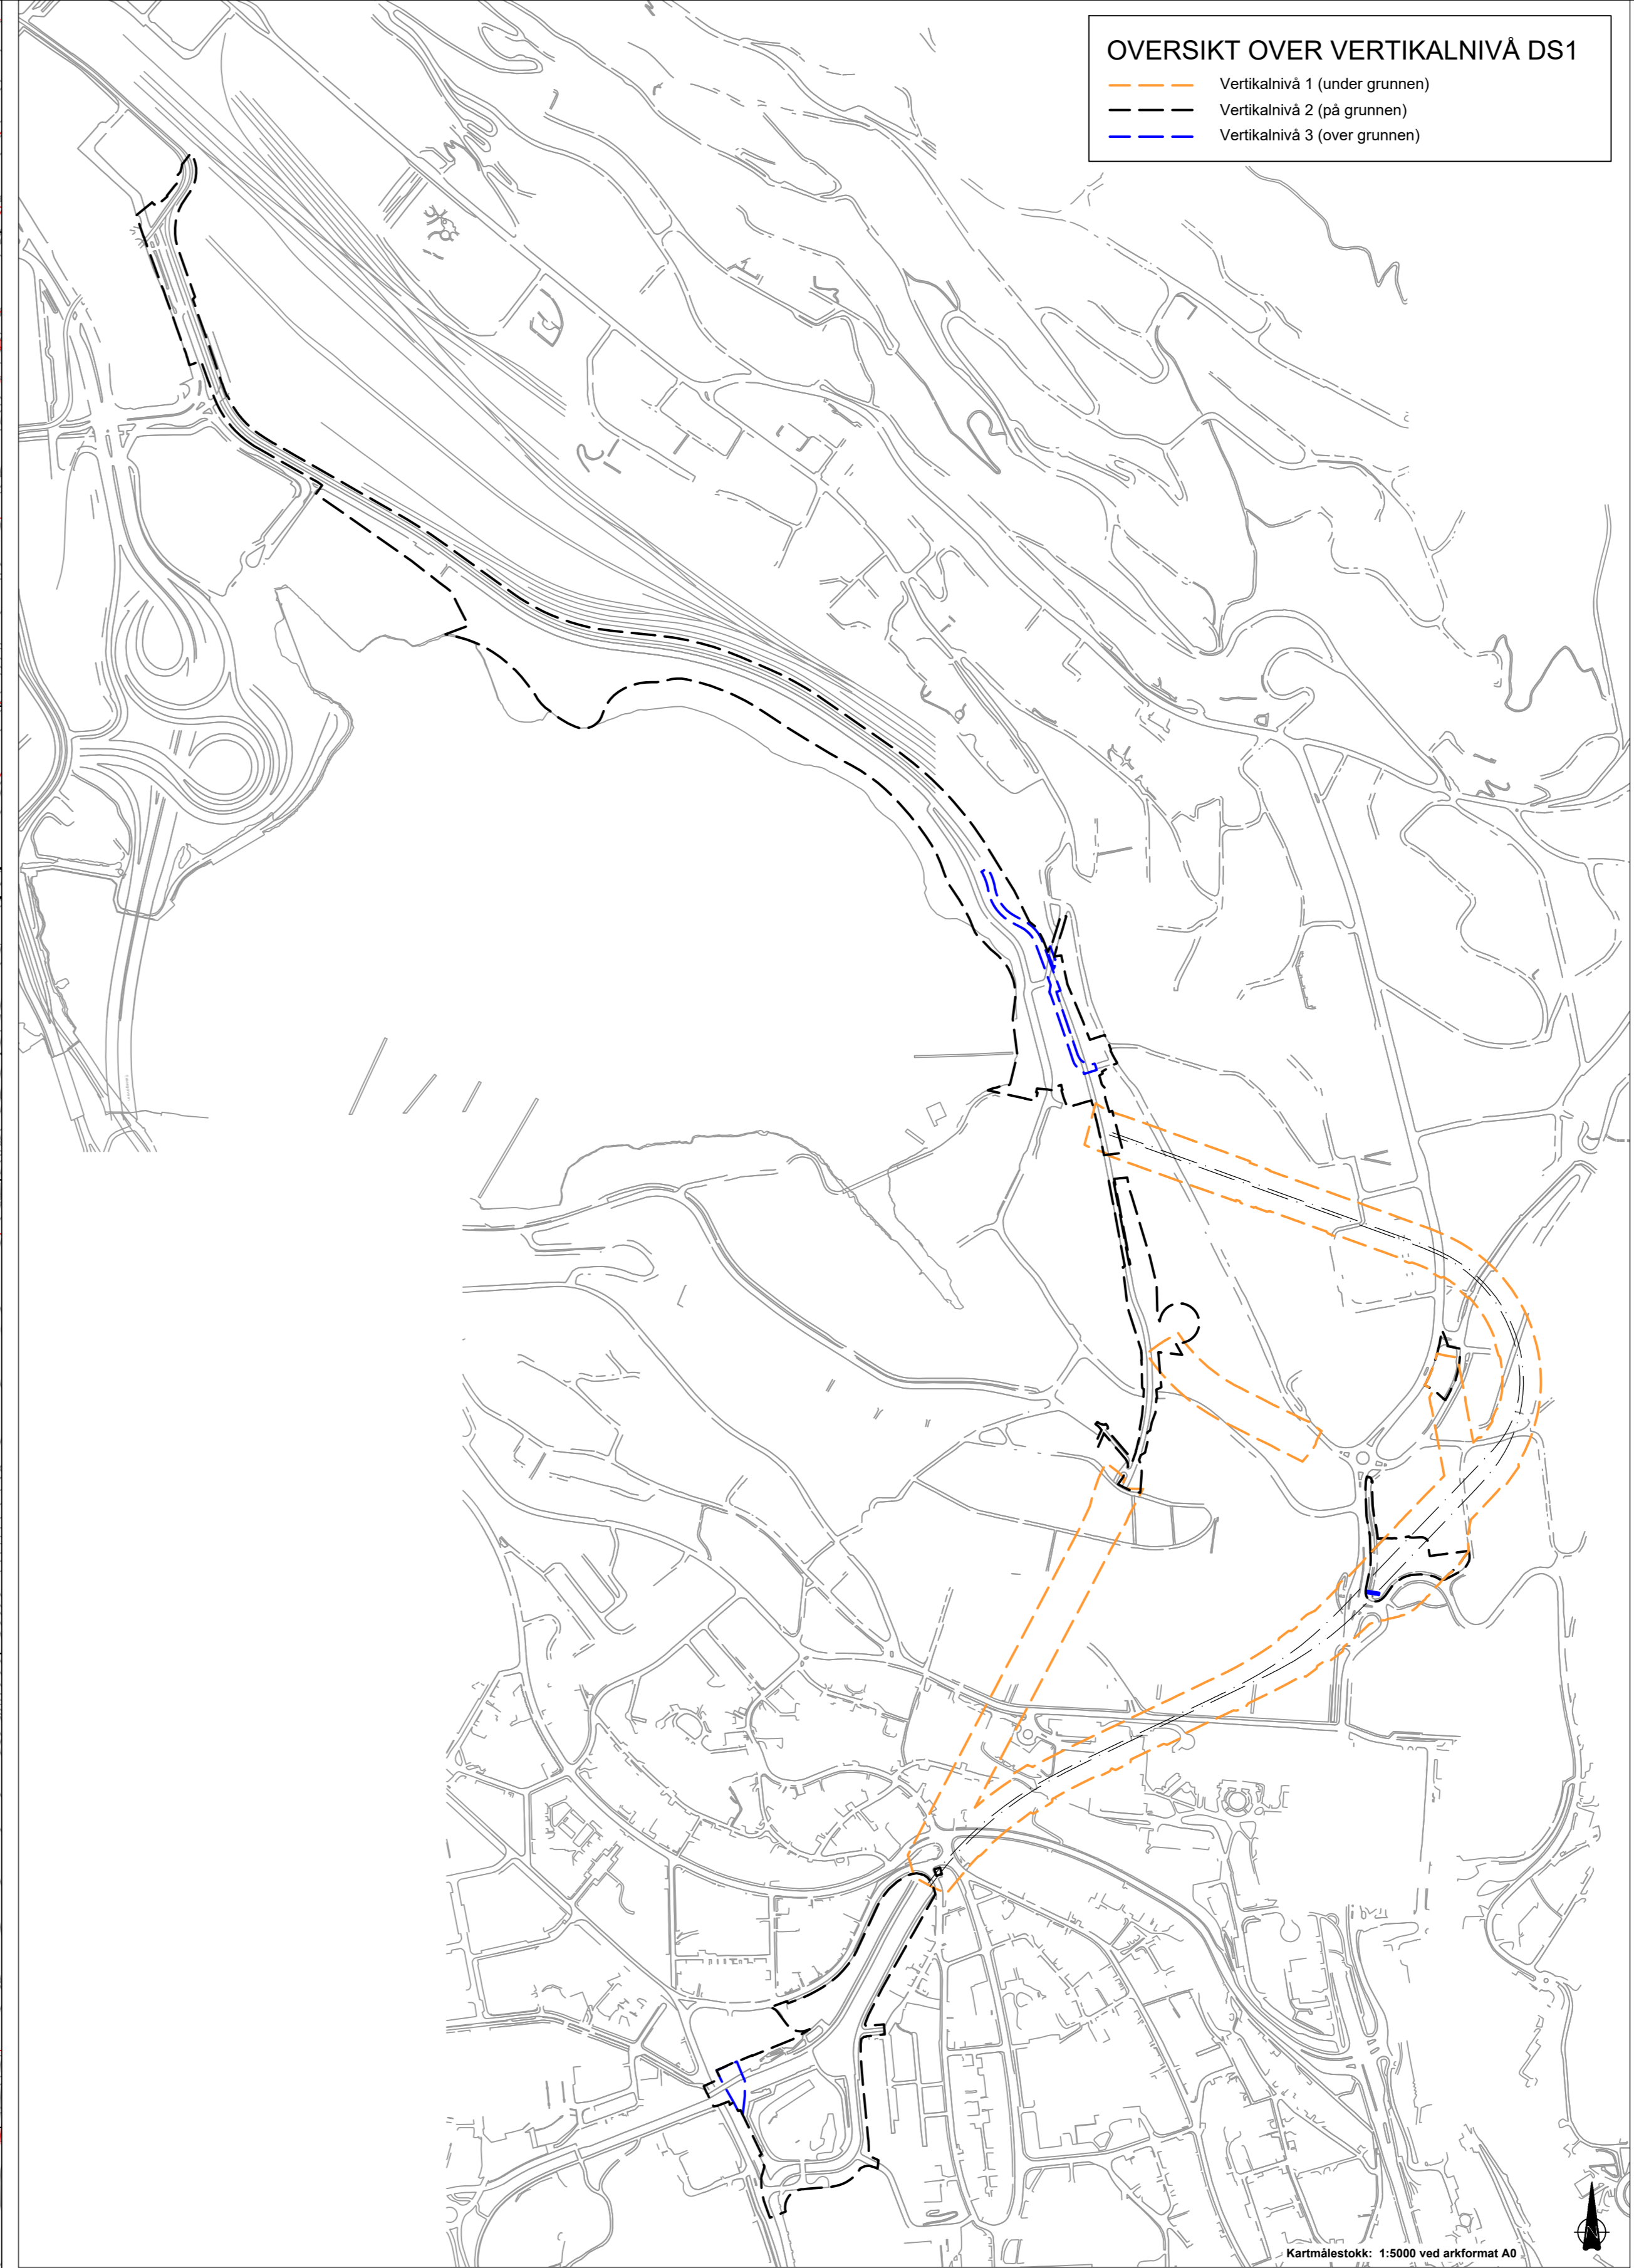 OVERSIKT OVER VERTIKALNIVÅ DS1
Vertikalnivå 1 (under grunnen)
Vertikalnivå 2 (på grunnen)
Vertikalnivå 3 (over grunnen)
N
Kartmålestokk: 1:5000 ved arkformat A0